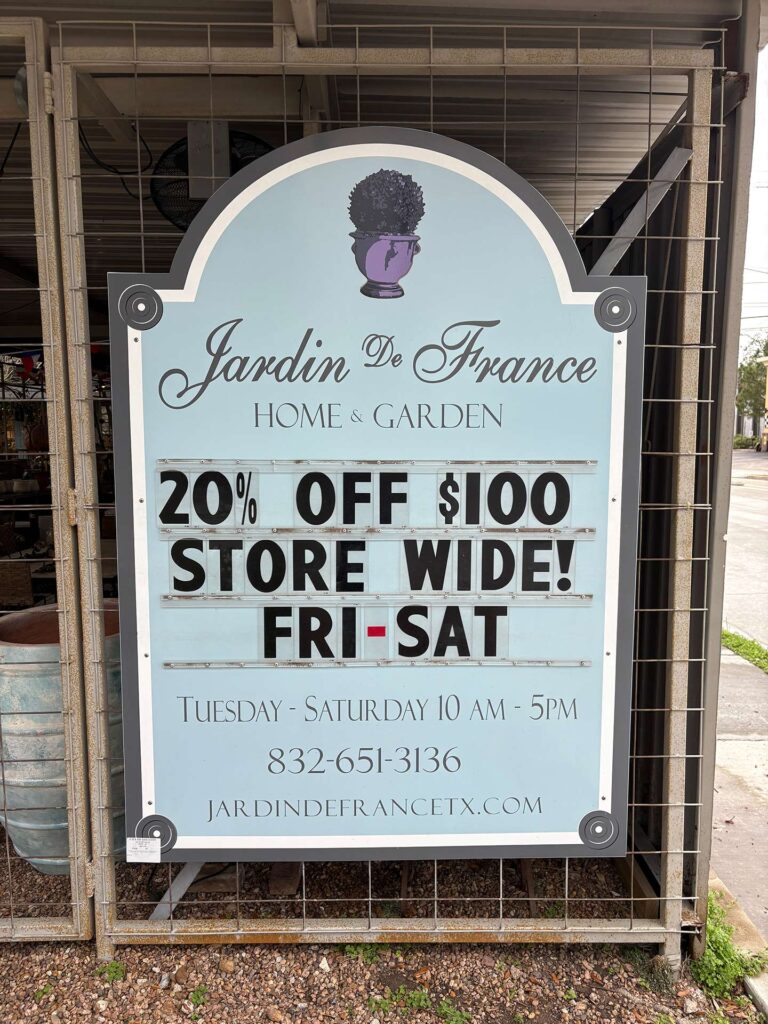 Jardin De France
HOME & GARDEN
20% OFF $100
STORE WIDE!
FRI-SAT
TUESDAY - SATURDAY 10 AM - 5PM
832-651-3136
JARDINDEFRANCETX.COM